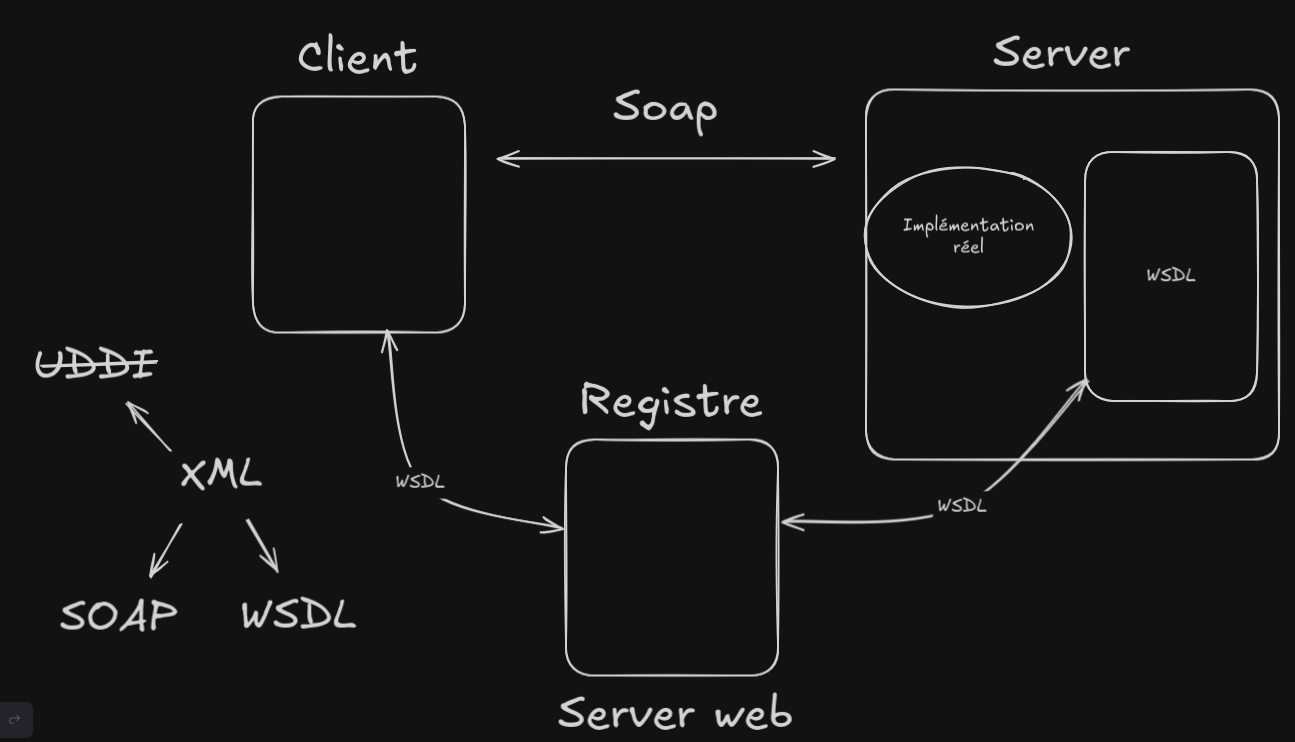 Client
Server
Soap
Implémentation
réel
WSDL
UDDI
Registre
XML
WSDL
WSDL
SOAP
WSDL
Server web